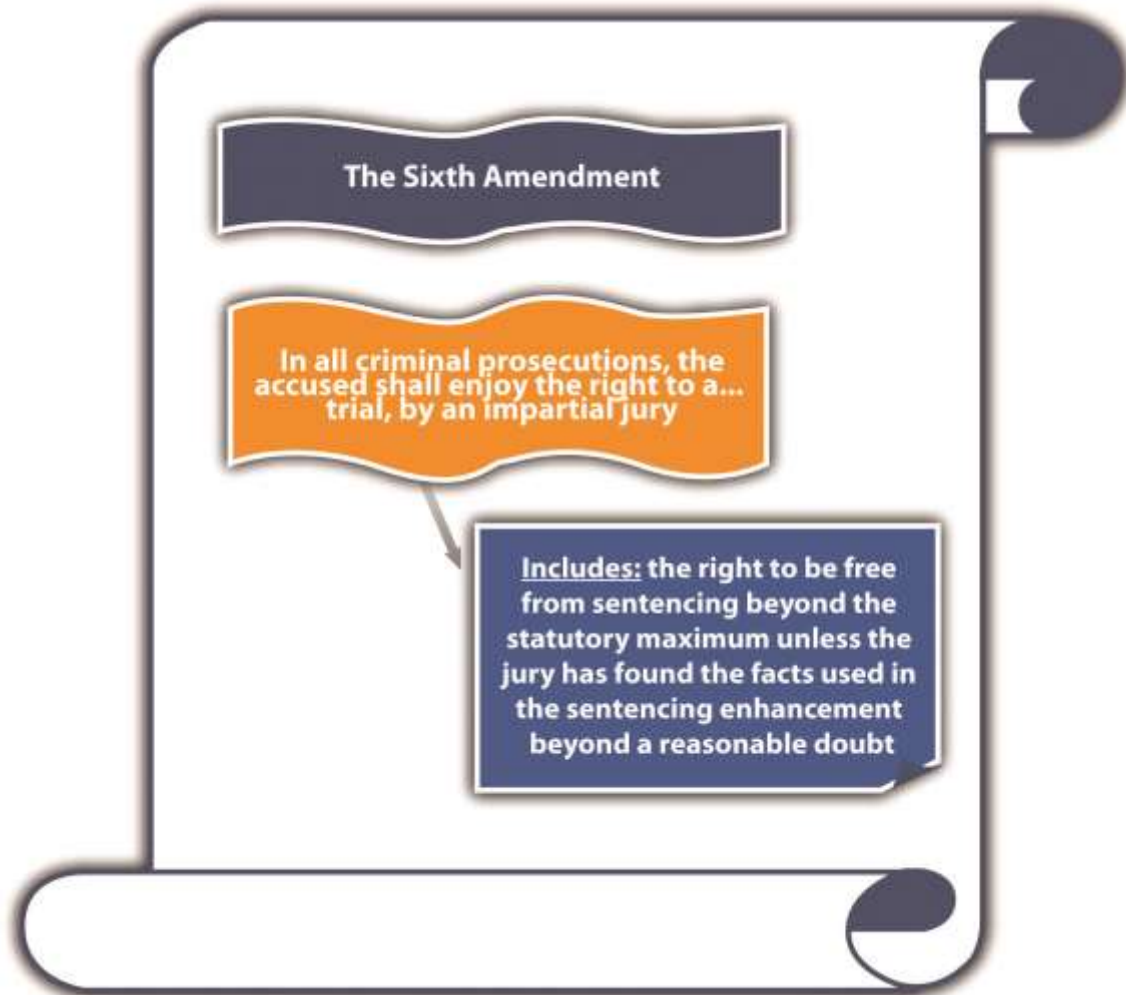 The Sixth Amendment
In all criminal prosecutions, the
accused shall enjoy the right to a...
trial, by an impartial jury
Includes: the right to be free
from sentencing beyond the
statutory maximum unless the
jury has found the facts used in
the sentencing enhancement
beyond a reasonable doubt